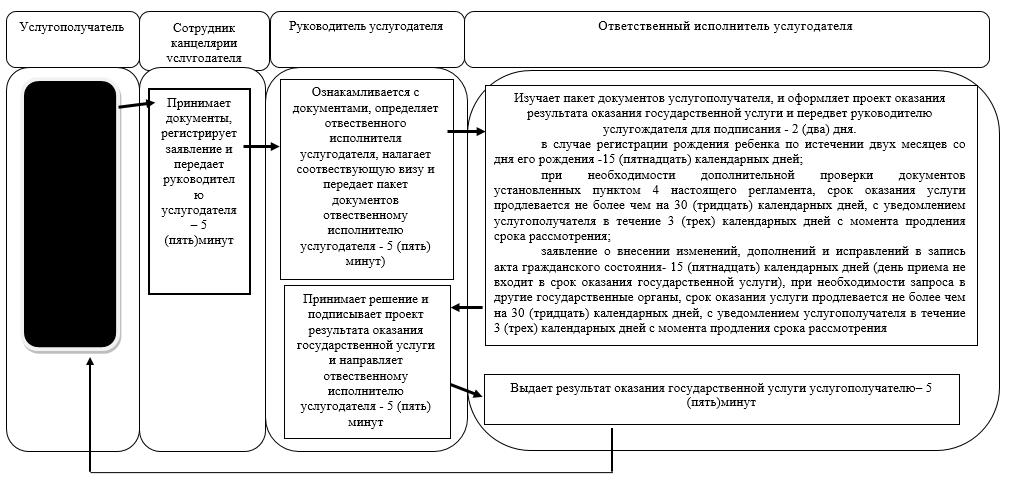 Услугополучатель
Сотрудник
канцелярии
услугодателя
Руководитель услугодателя
Ответственный исполнитель услугодателя
Принимает
документы,
регистрирует
заявление и
передает
руководител
ю
услугодателя
– 5
(пять)минут
Ознакамливается с
документами, определяет
отвественного
исполнителя
услугодателя, налагает
соотвествующую визу и
передает пакет
документов
отвественному
исполнителю
услугодателя - 5 (пять)
минут)
Изучает пакет документов услугополучателя, и оформляет проект оказания
результата оказания государственной услуги и передвет руководителю
услугождателя для подписания - 2 (два) дня.
в случае регистрации рождения ребенка по истечении двух месяцев со
дня его рождения -15 (пятнадцать) календарных дней;
при необходимости дополнительной проверки документов
установленных пунктом 4 настоящего регламента, срок оказания услуги
продлевается не более чем на 30 (тридцать) календарных дней, с уведомлением
услугополучателя в течение 3 (трех) календарных дней с момента продления
срока рассмотрения;
заявление о внесении изменений, дополнений и исправлений в запись
акта гражданского состояния- 15 (пятнадцать) календарных дней (день приема не
входит в срок оказания государственной услуги), при необходимости запроса в
другие государственные органы, срок оказания услуги продлевается не более чем
на 30 (тридцать) календарных дней, с уведомлением услугополучателя в течение
3 (трех) календарных дней с момента продления срока рассмотрения
Принимает решение и
подписывает проект
результата оказания
государственной услуги
и направляет
отвественному
исполнителю
услугодателя - 5 (пять)
минут
Выдает результат оказания государственной услуги услугополучателю– 5
(пять)минут